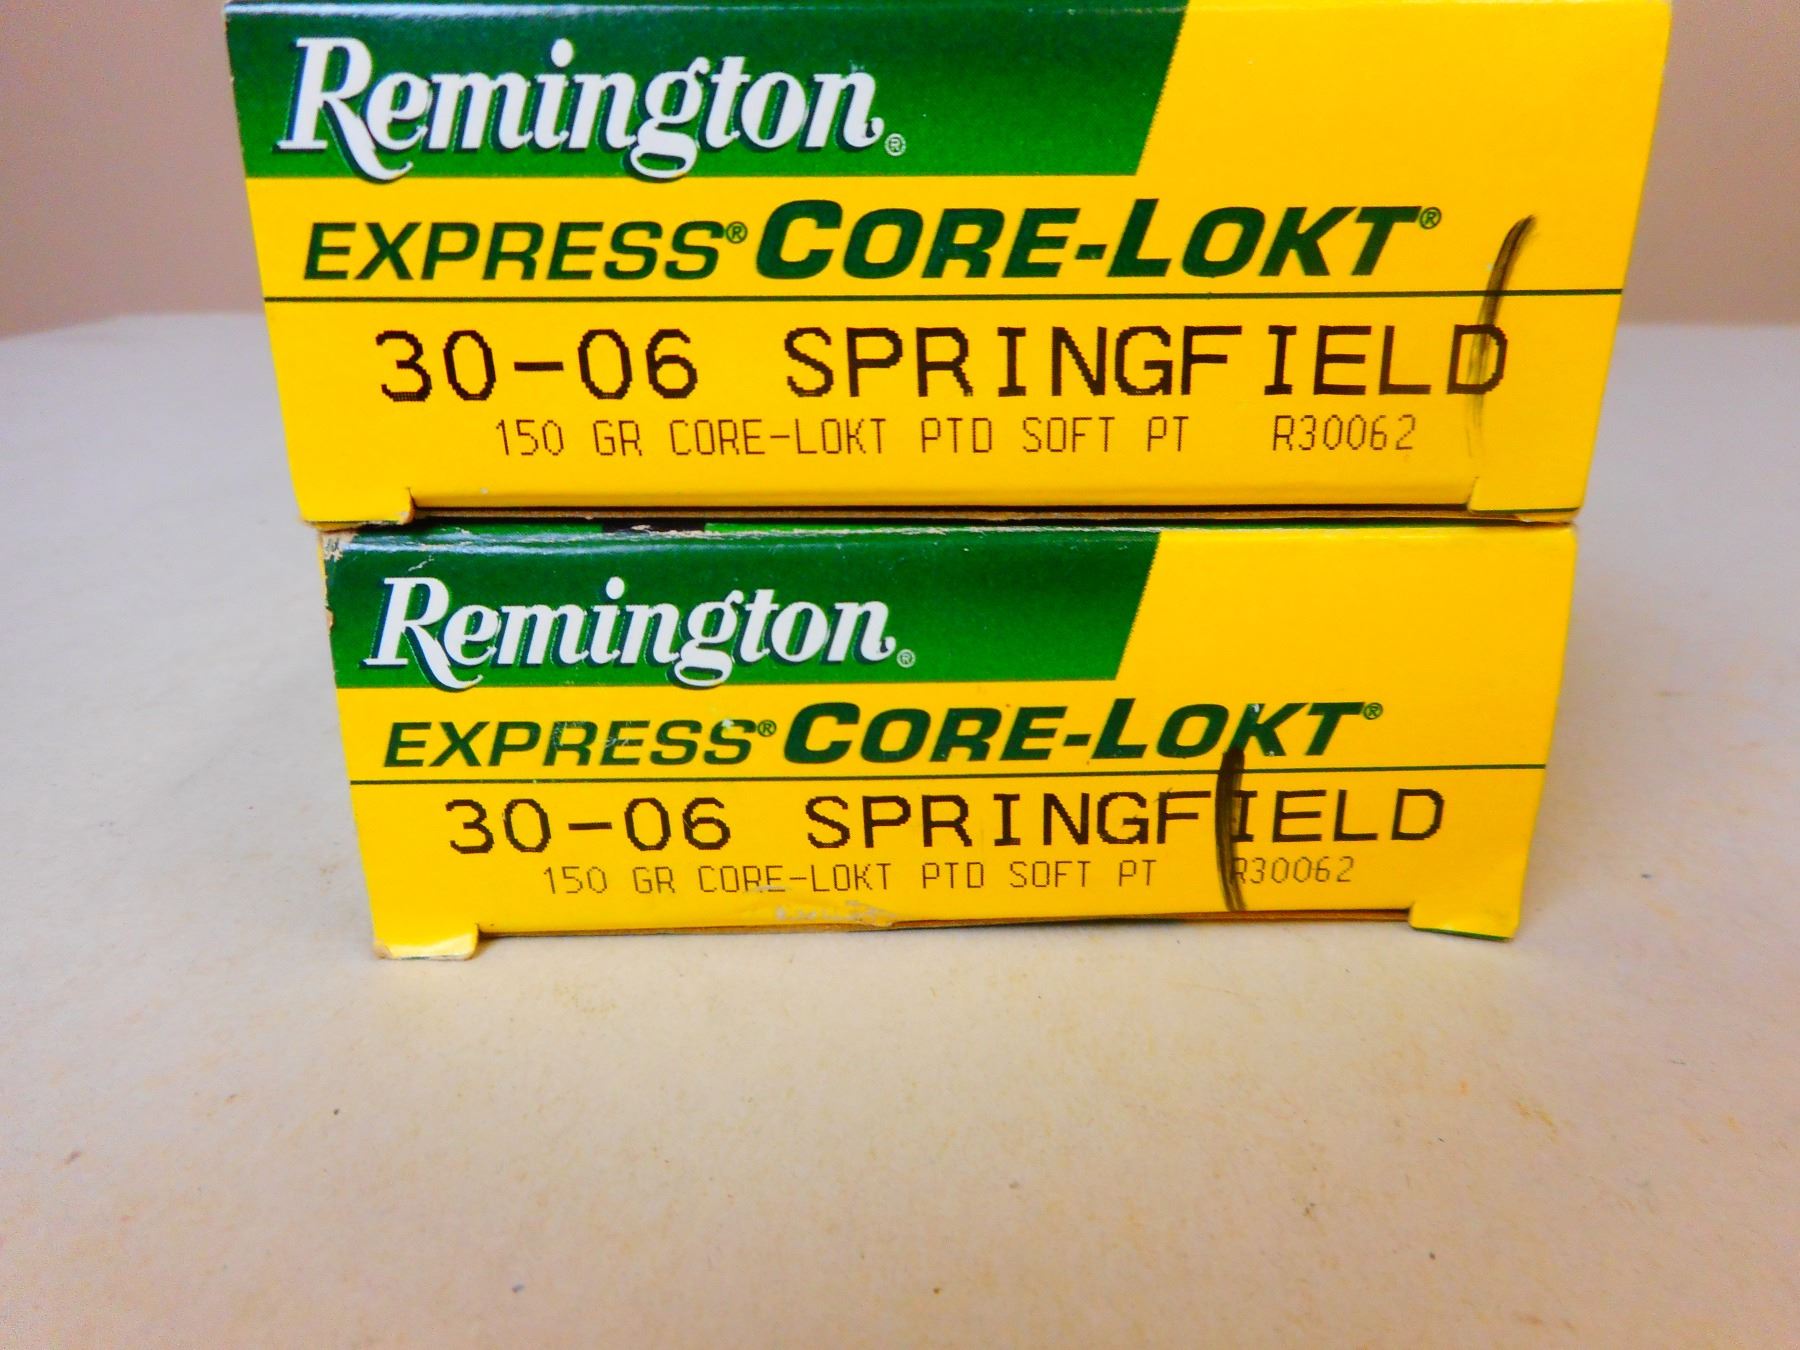 Remington®
EXPRESS® CORE-LOKT®
30-06 SPRINGFIELD
150 GR CORE-LOKT PTD SOFT PT R30062
Remington®
EXPRESS® CORE-LOKT®
30-06 SPRINGFIELD
150 GR CORE-LOKT PTD SOFT PT R30062